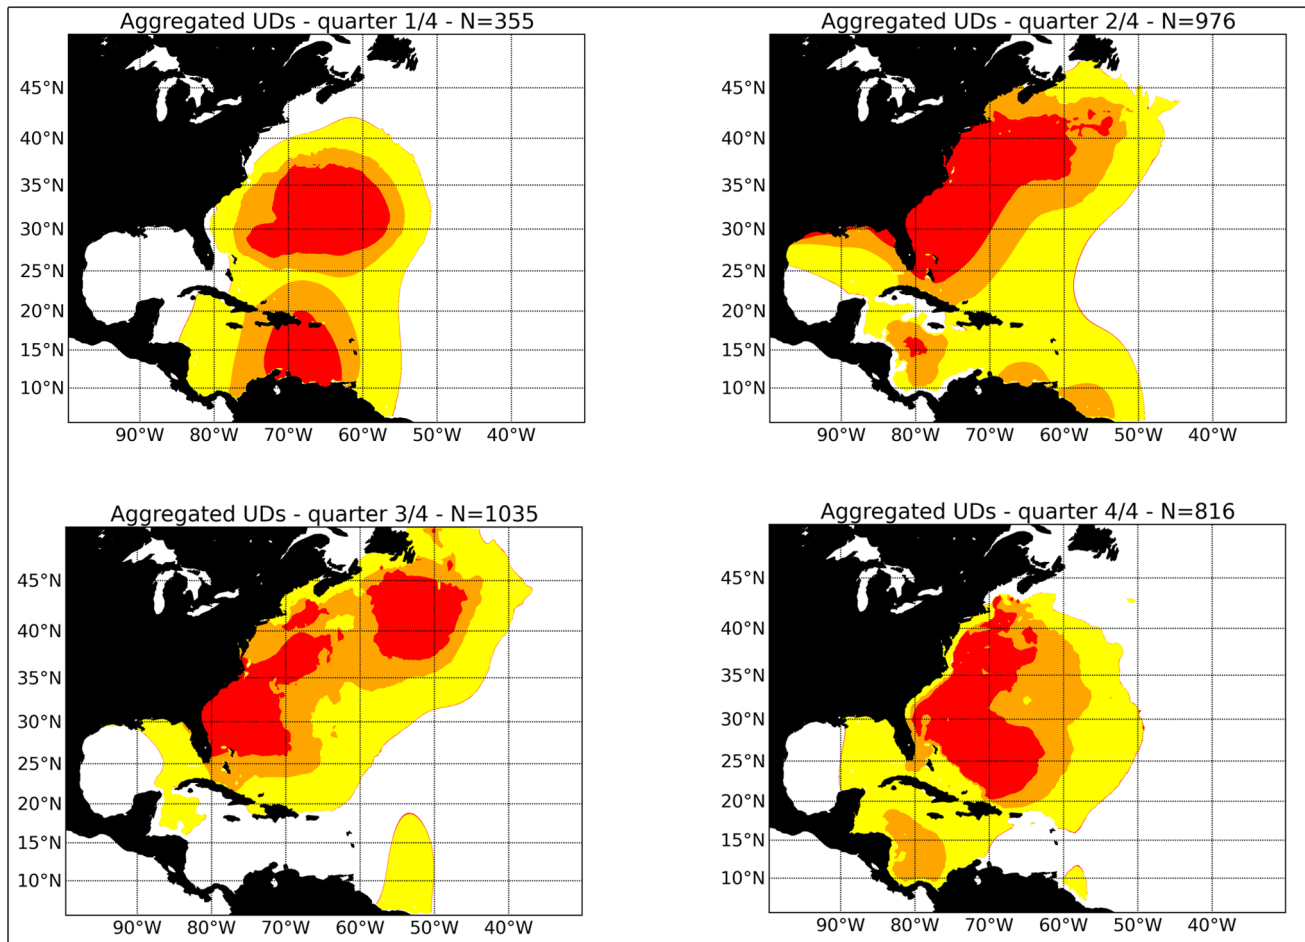 Aggregated UDs - quarter 1/4 - N=355
45°N
40°N
35°N
30°N
25°N
20°N
15°N
10°N
90°W 80°W 70°W 60°W 50°W 40°W
Aggregated UDs - quarter 2/4 - N=976
45°N
40°N
35°N
30°N
25°N
20°N
15°N
10°N
90°W 80°W 70°W 60°W 50°W 40°W
Aggregated UDs - quarter 3/4 - N=1035
45°N
40°N
35°N
30°N
25°N
20°N
15°N
10°N
90°W 80°W 70°W 60°W 50°W 40°W
Aggregated UDs - quarter 4/4 - N=816
45°N
40°N
35°N
30°N
25°N
20°N
15°N
10°N
90°W 80°W 70°W 60°W 50°W 40°W